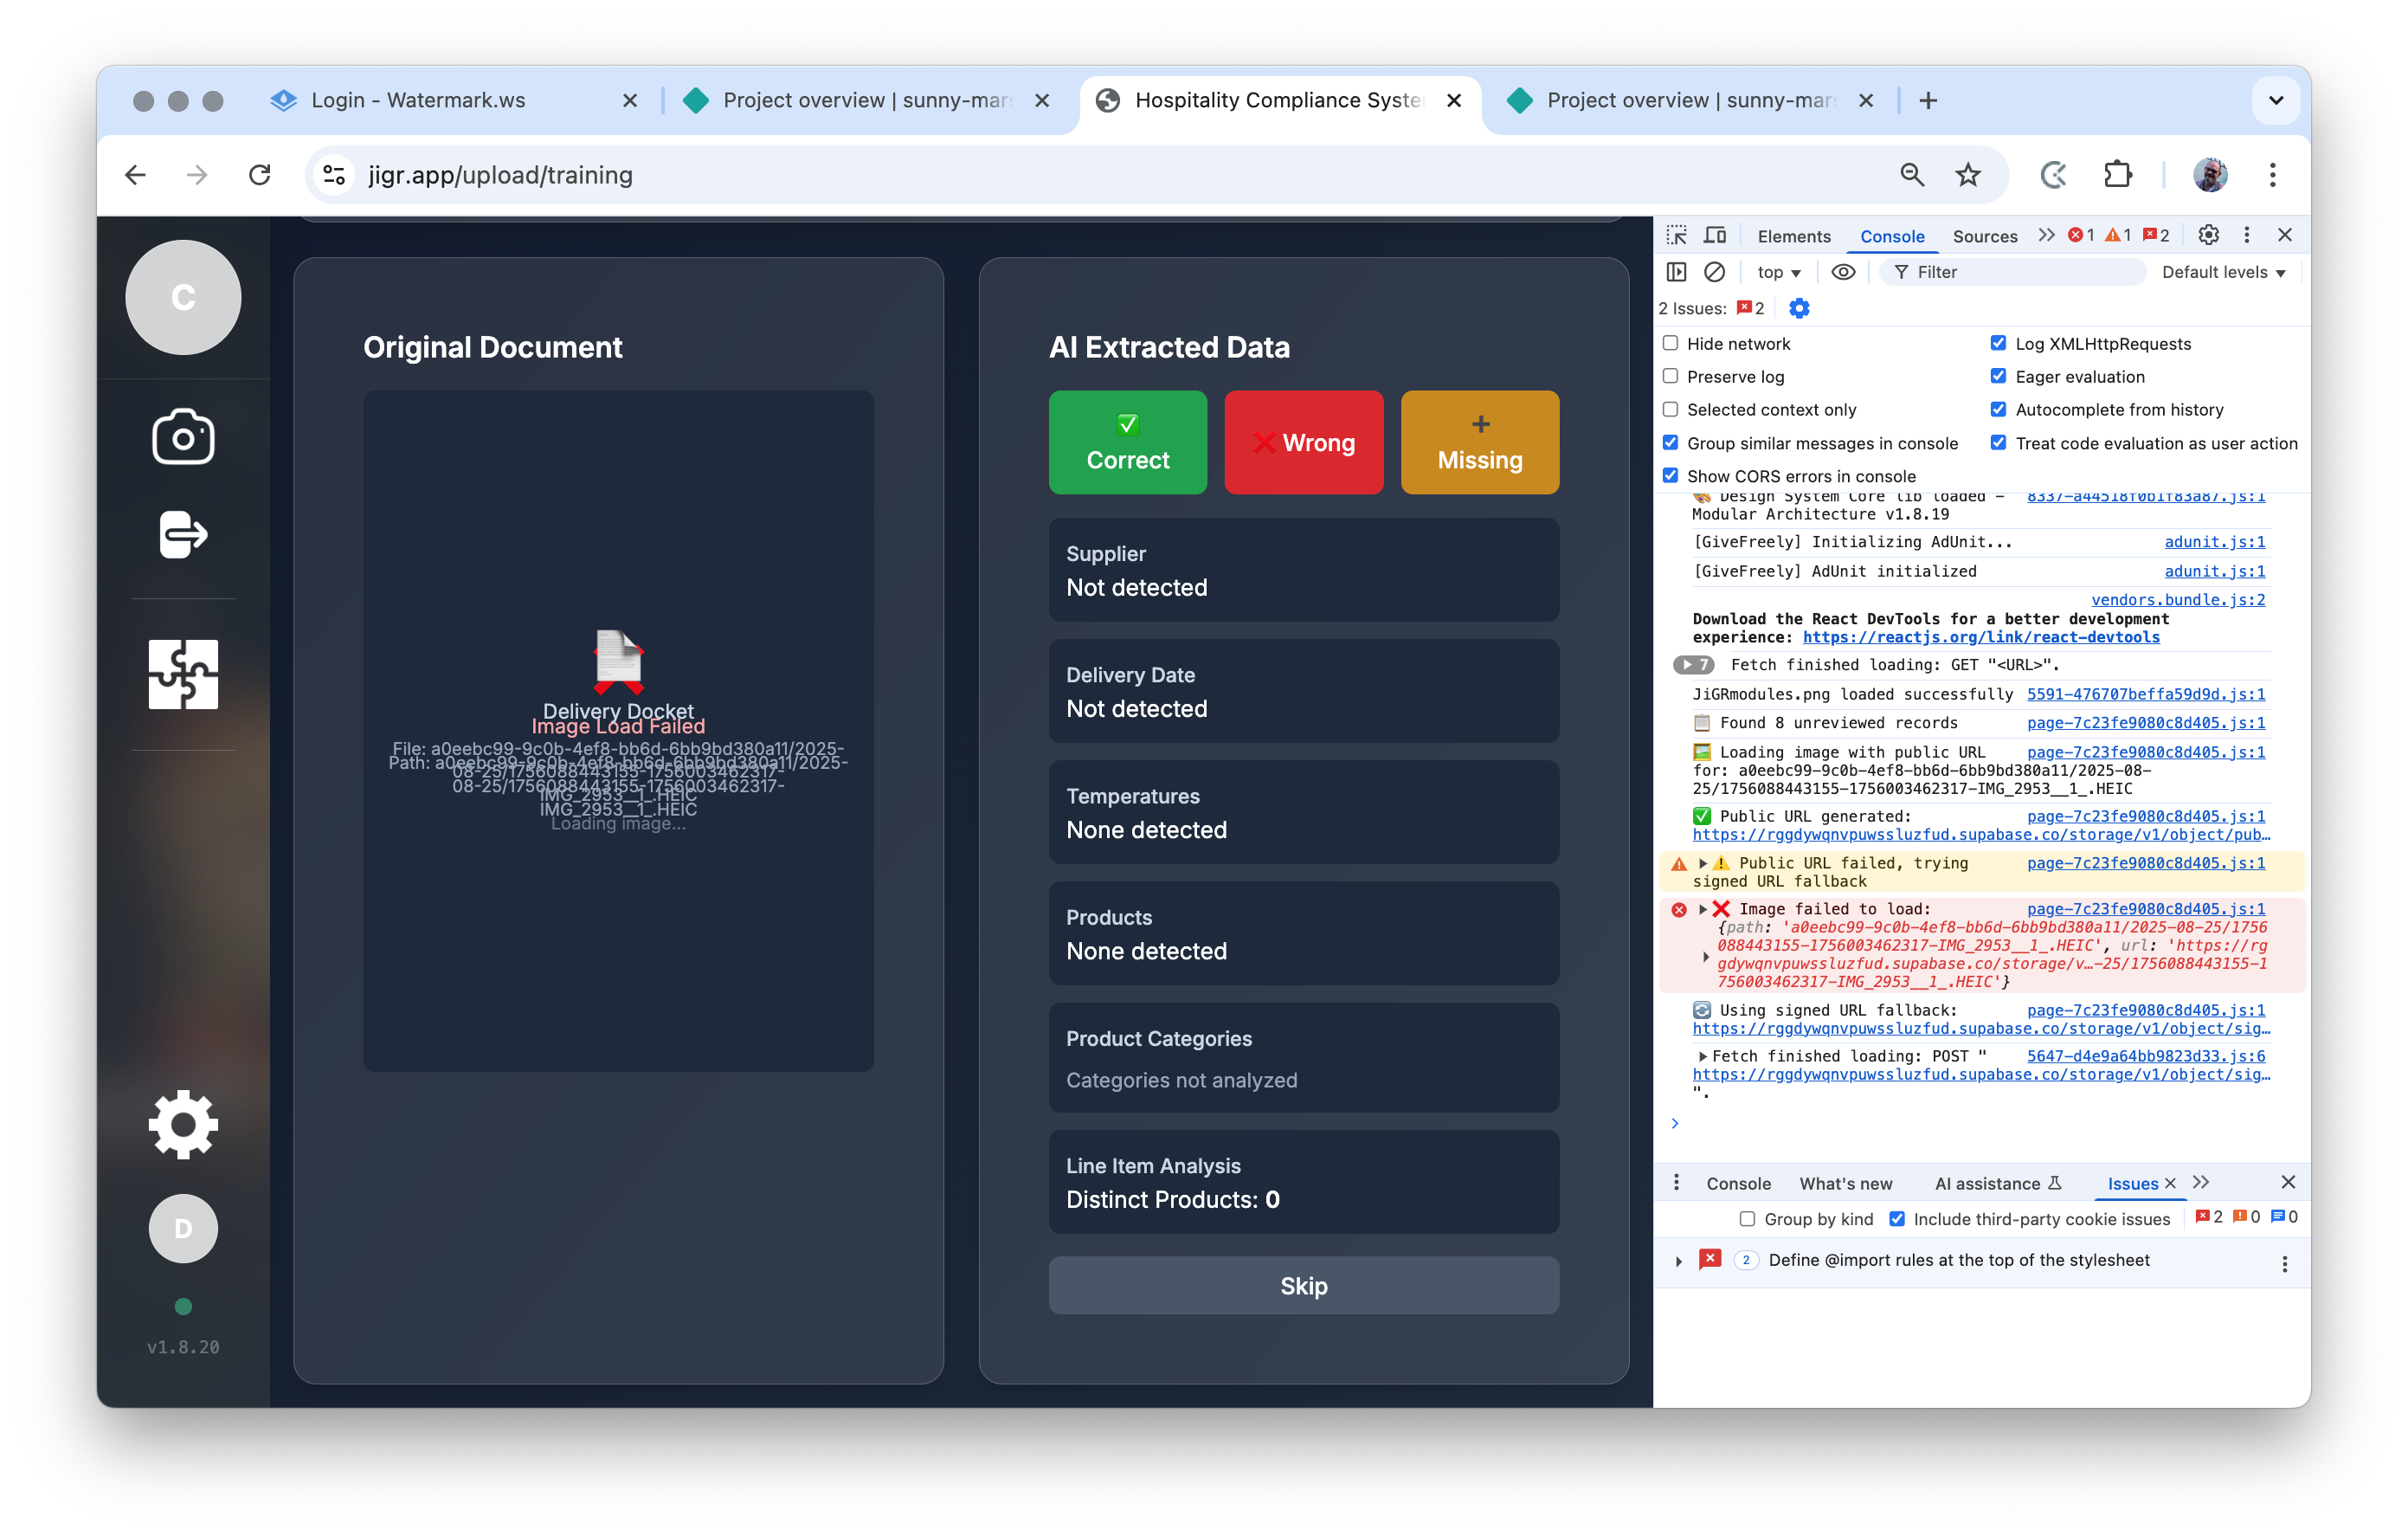 Login - Watermark.ws
Project overview | sunny-mars
Hospitality Compliance Syste
Project overview | sunny-mars
jigr.app/upload/training
C
D
v1.8.20
Original Document
Delivery Docket
Image Load Failed
File: a0eebc99-9c0b-4ef8-bb6d-6bb9bd380a11/2025-
Path: a0eebc99-9c0b-4ef8-bb6d-6bb9bd380a11/2025-
08-25/1756088443155-1756003462317-
08-25/1756088443155-1756003462317-
IMG_2953__1_.HEIC
IMG_2953__1_.HEIC
Loading image...
AI Extracted Data
✅ Correct
❌ Wrong
➕ Missing
Supplier
Not detected
Delivery Date
Not detected
Temperatures
None detected
Products
None detected
Product Categories
Categories not analyzed
Line Item Analysis
Distinct Products: 0
Skip
Elements Console Sources 1 1 2
top Filter Default levels
2 Issues: 2
Hide network Log XMLHttpRequests
Preserve log Eager evaluation
Selected context only Autocomplete from history
Group similar messages in console Treat code evaluation as user action
Show CORS errors in console
🎨 Design System Core lib loaded - 8337-a44518f0b1f83a87.js:1
Modular Architecture v1.8.19
[GiveFreely] Initializing AdUnit... adunit.js:1
[GiveFreely] AdUnit initialized adunit.js:1
vendors.bundle.js:2
Download the React DevTools for a better development
experience: https://reactjs.org/link/react-devtools
7 Fetch finished loading: GET "<URL>".
JiGRmodules.png loaded successfully 5591-476707beffa59d9d.js:1
📋 Found 8 unreviewed records page-7c23fe9080c8d405.js:1
🖼️ Loading image with public URL page-7c23fe9080c8d405.js:1
for: a0eebc99-9c0b-4ef8-bb6d-6bb9bd380a11/2025-08-
25/1756088443155-1756003462317-IMG_2953__1_.HEIC
✅ Public URL generated: page-7c23fe9080c8d405.js:1
https://rggdywqnvpuwssluzfud.supabase.co/storage/v1/object/pub…
⚠️ Public URL failed, trying page-7c23fe9080c8d405.js:1
signed URL fallback
❌ Image failed to load: page-7c23fe9080c8d405.js:1
{path: 'a0eebc99-9c0b-4ef8-bb6d-6bb9bd380a11/2025-08-25/1756
088443155-1756003462317-IMG_2953__1_.HEIC', url: 'https://rg
gdywqnvpuwssluzfud.supabase.co/storage/v…-25/1756088443155-1
756003462317-IMG_2953__1_.HEIC'}
🔄 Using signed URL fallback: page-7c23fe9080c8d405.js:1
https://rggdywqnvpuwssluzfud.supabase.co/storage/v1/object/sig…
Fetch finished loading: POST " 5647-d4e9a64bb9823d33.js:6
https://rggdywqnvpuwssluzfud.supabase.co/storage/v1/object/sig…
".
Console What's new AI assistance Issues
Group by kind Include third-party cookie issues 2 0 0
2 Define @import rules at the top of the stylesheet